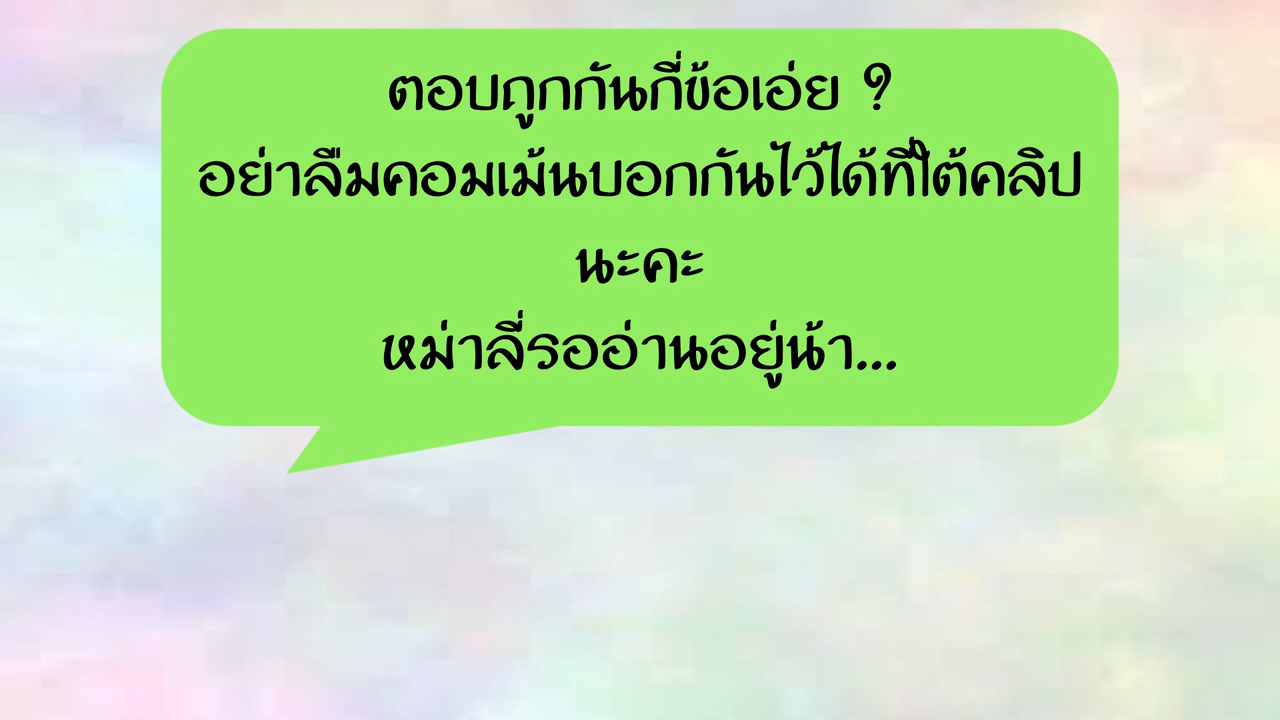 ตอบถูกกันกี่ข้อเอ่ย ?
อย่าลืมคอมเม้นบอกกันไว้ได้ที่ใต้คลิป
นะคะ
หม่าลี่รออ่านอยู่น้า...